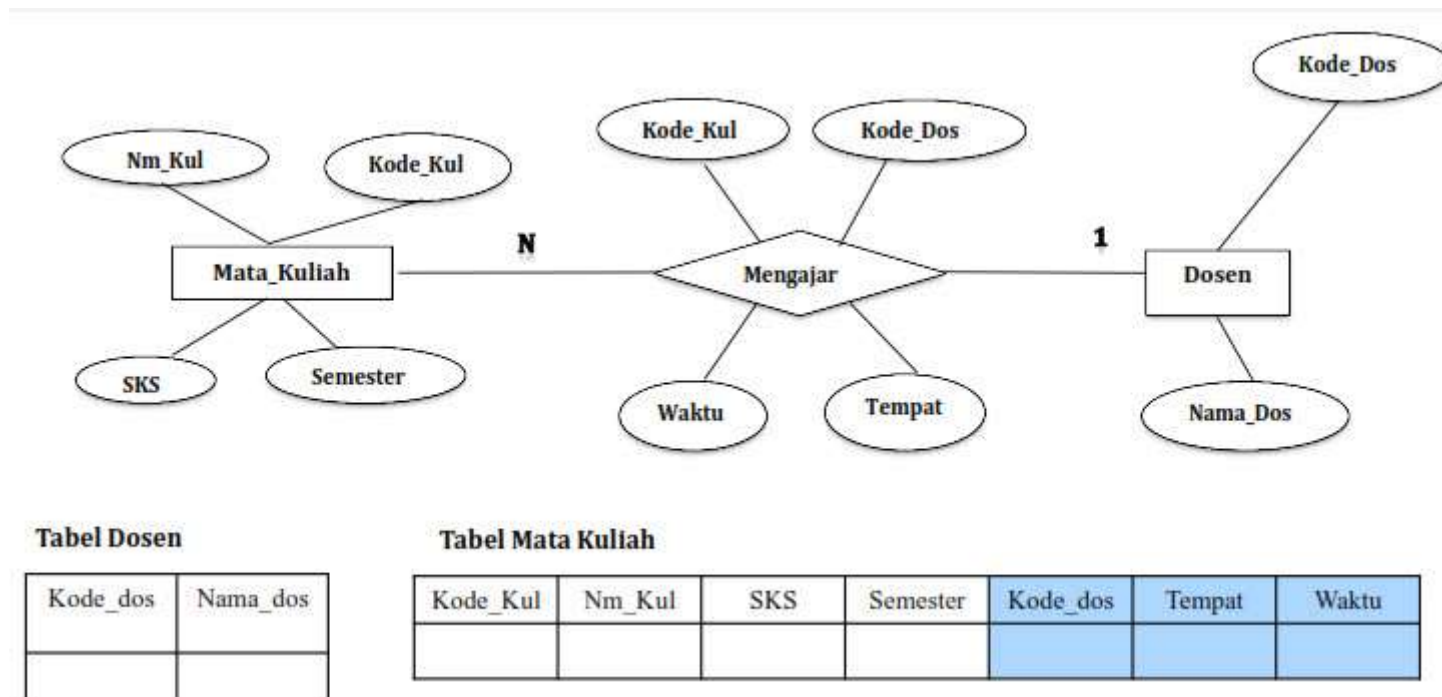 Kode_Dos
Kode_Kul
Kode_Dos
Nm_Kul
Kode_Kul
N
1
Mata_Kuliah
Mengajar
Dosen
SKS
Semester
Waktu
Tempat
Nama_Dos
Tabel Dosen
Kode_dos Nama_dos
Tabel Mata Kuliah
Kode_Kul Nm_Kul SKS Semester Kode_dos Tempat Waktu